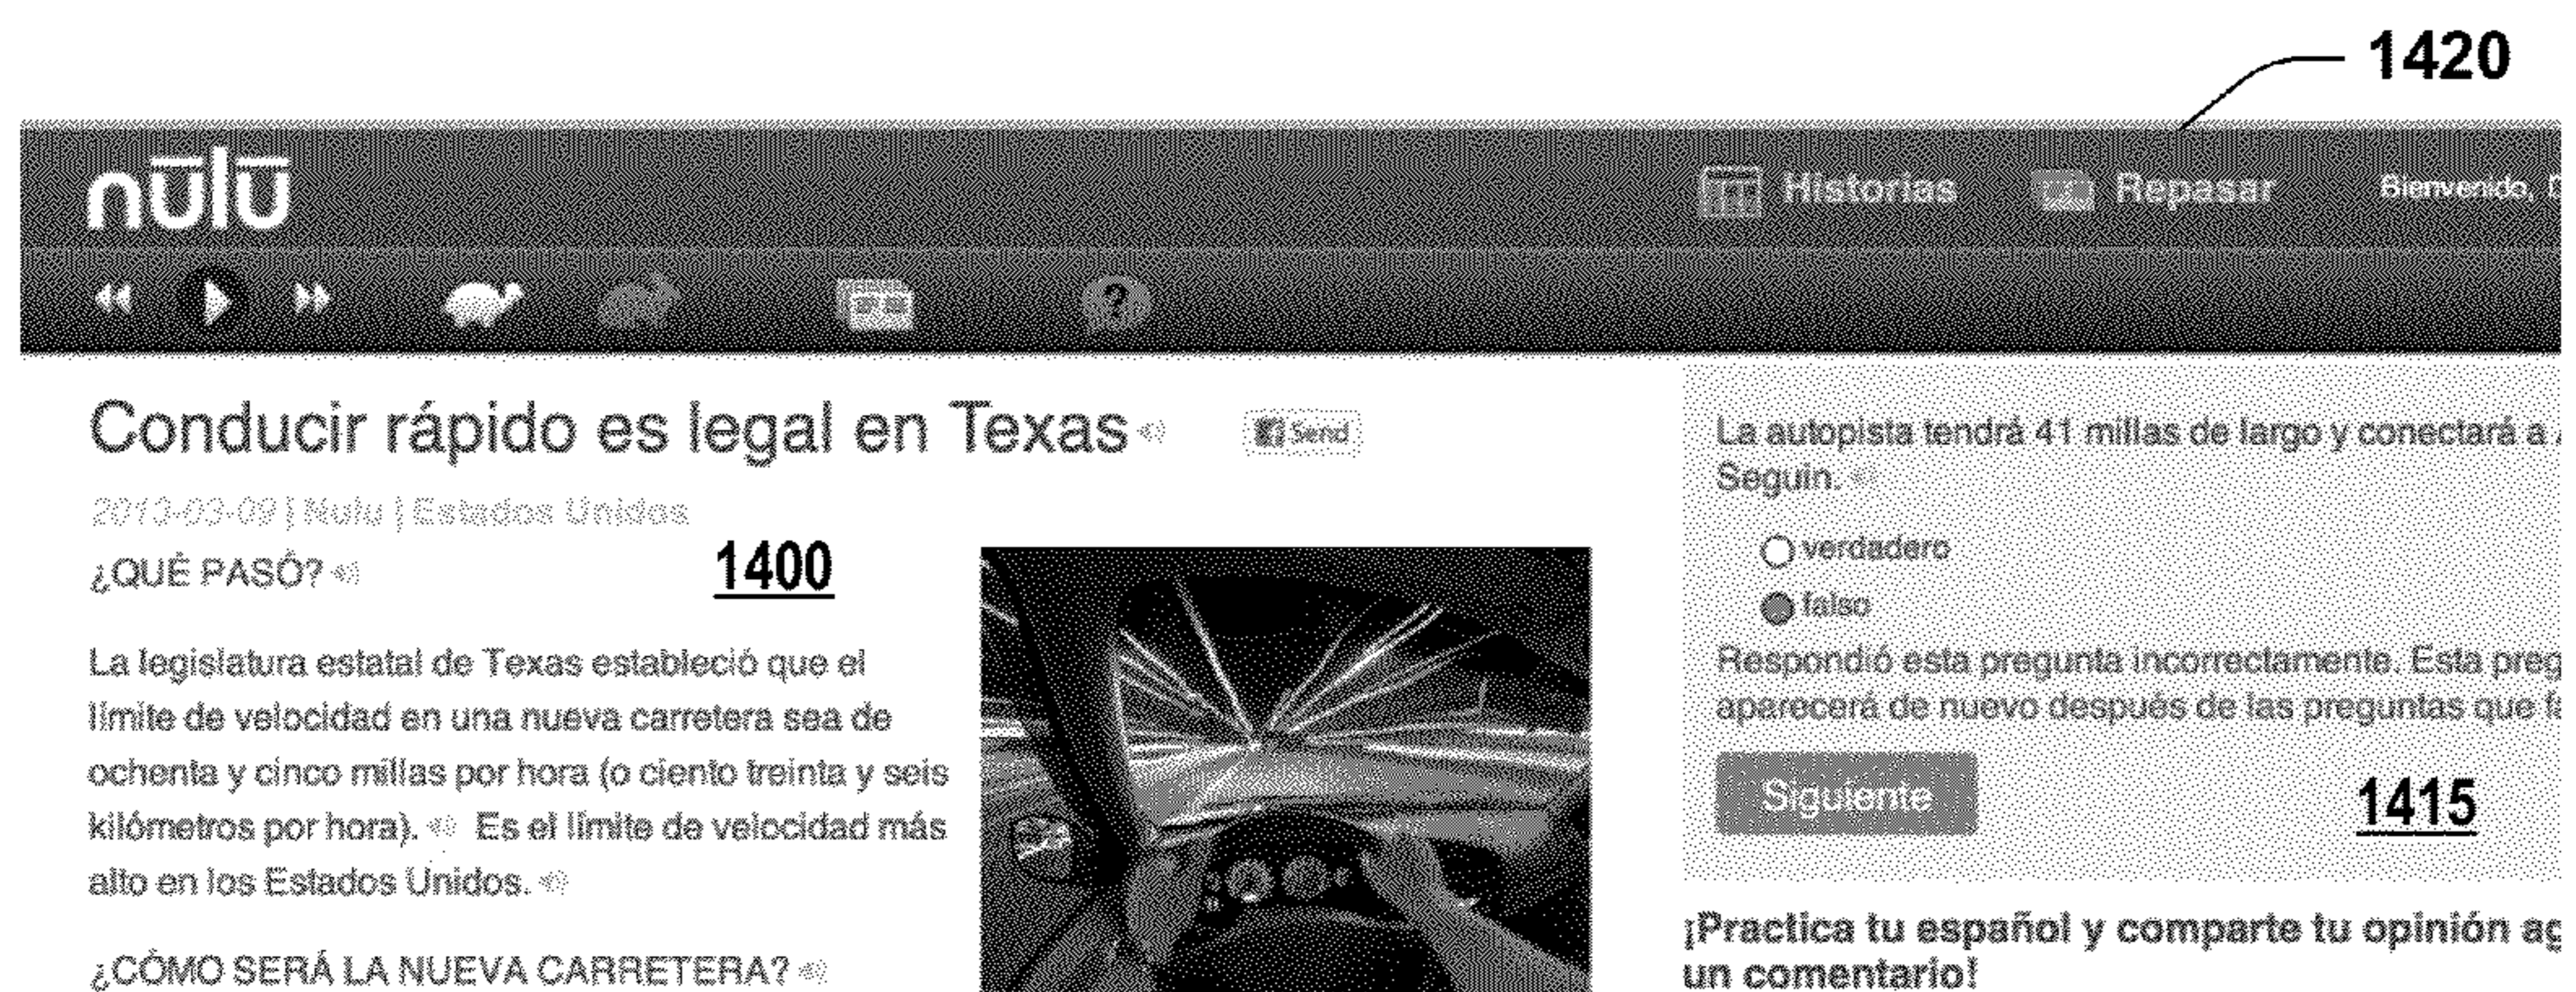 1420
nūlū
Historias
Repasar
Bienvenido,
?
Conducir rápido es legal en Texas
Send
2013-03-09 | Nulu | Estados Unidos
¿QUÉ PASÓ?
1400
La legislatura estatal de Texas estableció que el
límite de velocidad en una nueva carretera sea de
ochenta y cinco millas por hora (o ciento treinta y seis
kilómetros por hora). Es el límite de velocidad más
alto en los Estados Unidos.
¿CÓMO SERÁ LA NUEVA CARRETERA?
La autopista tendrá 41 millas de largo y conectará a
Seguin.
verdadero
falso
Respondió esta pregunta incorrectamente. Esta preg
aparecerá de nuevo después de las preguntas que
Siguiente
1415
¡Practica tu español y comparte tu opinión ag
un comentario!